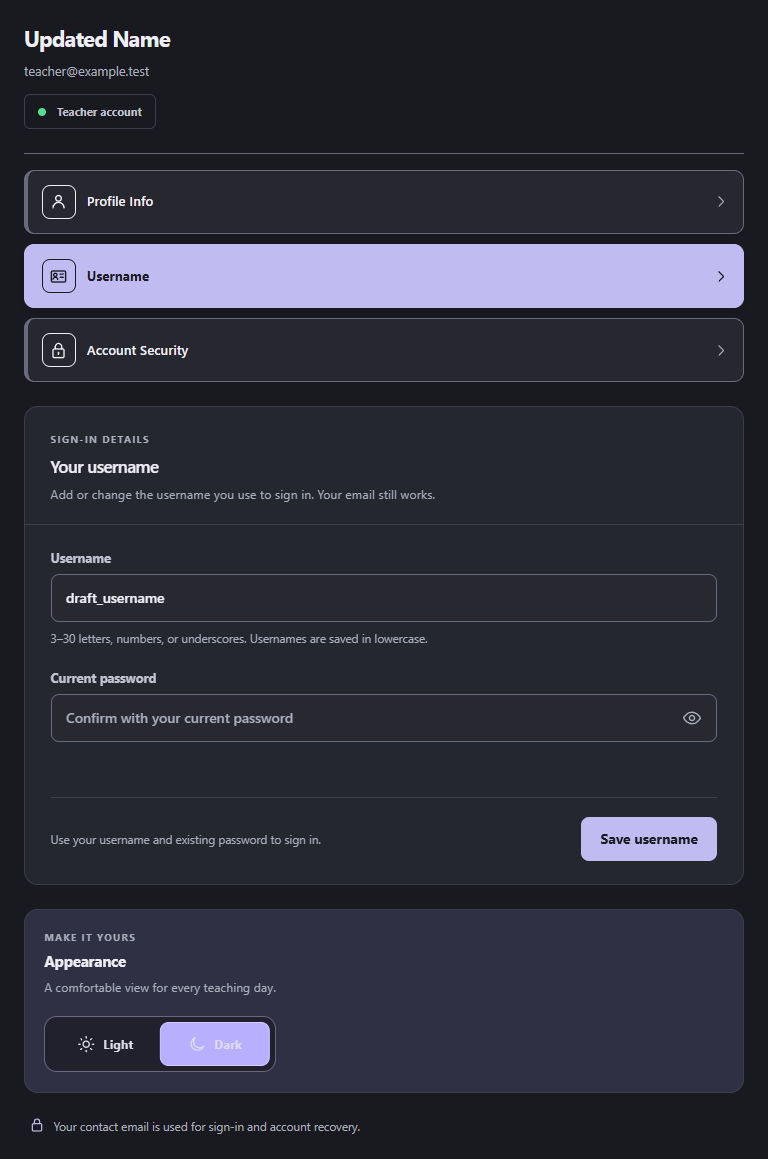 Updated Name
teacher@example.test
Teacher account
Profile Info
Username
Account Security
SIGN-IN DETAILS
Your username
Add or change the username you use to sign in. Your email still works.
Username
draft_username
3–30 letters, numbers, or underscores. Usernames are saved in lowercase.
Current password
Confirm with your current password
Use your username and existing password to sign in.
Save username
MAKE IT YOURS
Appearance
A comfortable view for every teaching day.
Light
Dark
Your contact email is used for sign-in and account recovery.